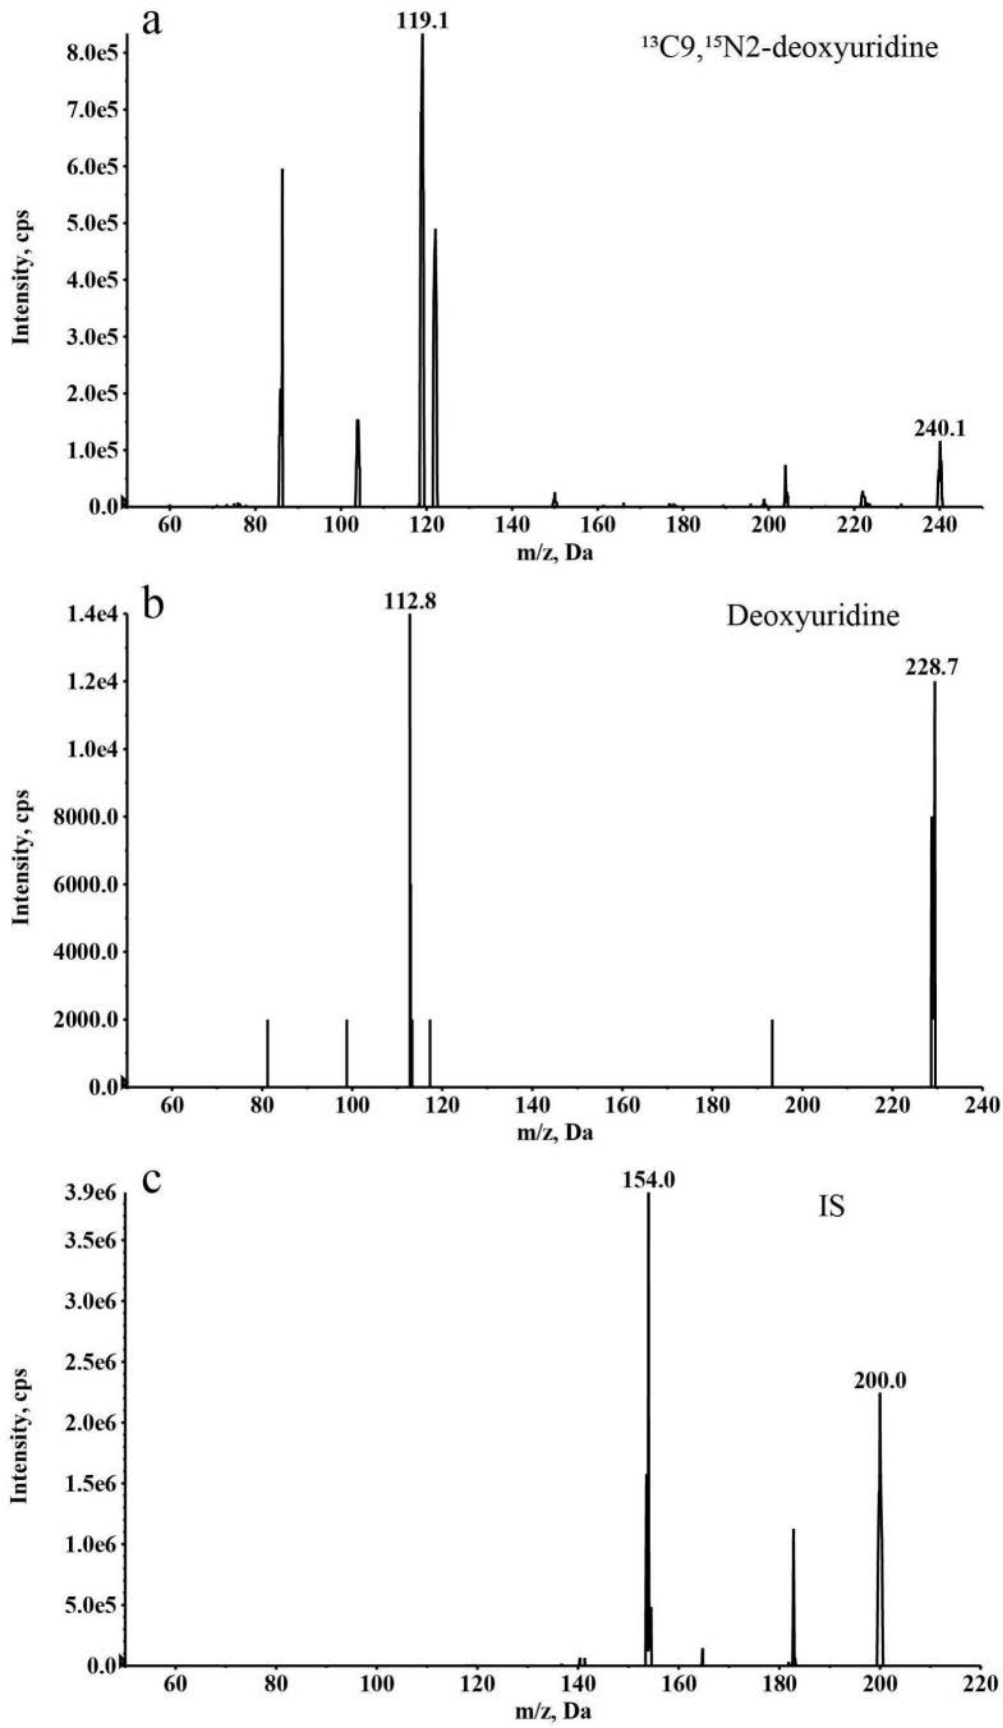 a
119.1
¹³C9,¹⁵N2-deoxyuridine
8.0e5
7.0e5
6.0e5
5.0e5
4.0e5
3.0e5
2.0e5
1.0e5
0.0
240.1
Intensity, cps
60 80 100 120 140 160 180 200 220 240
m/z, Da
b
112.8
Deoxyuridine
228.7
1.4e4
1.2e4
1.0e4
8000.0
6000.0
4000.0
2000.0
0.0
Intensity, cps
60 80 100 120 140 160 180 200 220 240
m/z, Da
c
154.0
IS
200.0
3.9e6
3.5e6
3.0e6
2.5e6
2.0e6
1.5e6
1.0e6
5.0e5
0.0
Intensity, cps
60 80 100 120 140 160 180 200 220
m/z, Da